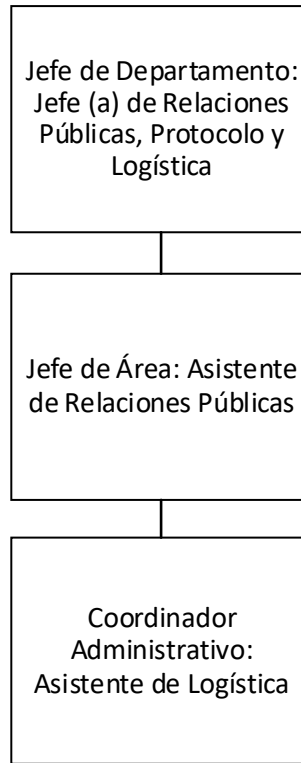 Jefe de Departamento:
Jefe (a) de Relaciones
Públicas, Protocolo y
Logística
Jefe de Área: Asistente
de Relaciones Públicas
Coordinador
Administrativo:
Asistente de Logística